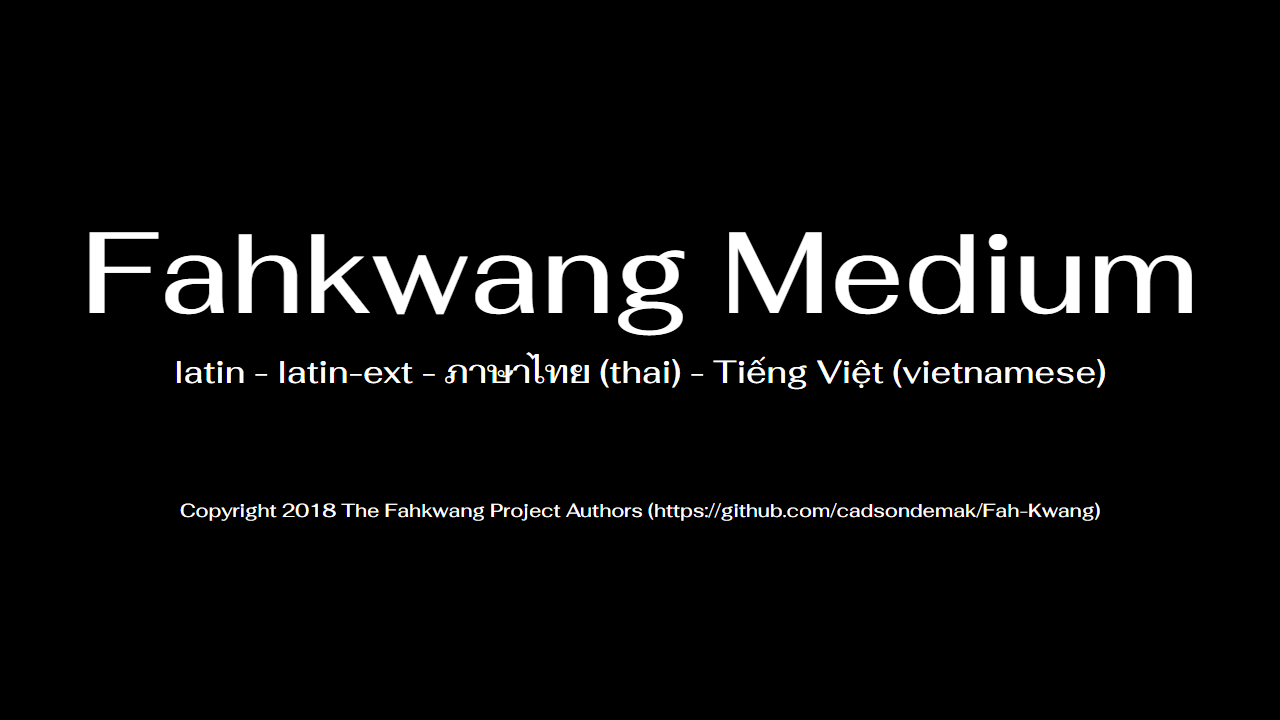 Fahkwang Medium
latin - latin-ext - ภาษาไทย (thai) - Tiếng Việt (vietnamese)
Copyright 2018 The Fahkwang Project Authors (https://github.com/cadsondemak/Fah-Kwang)